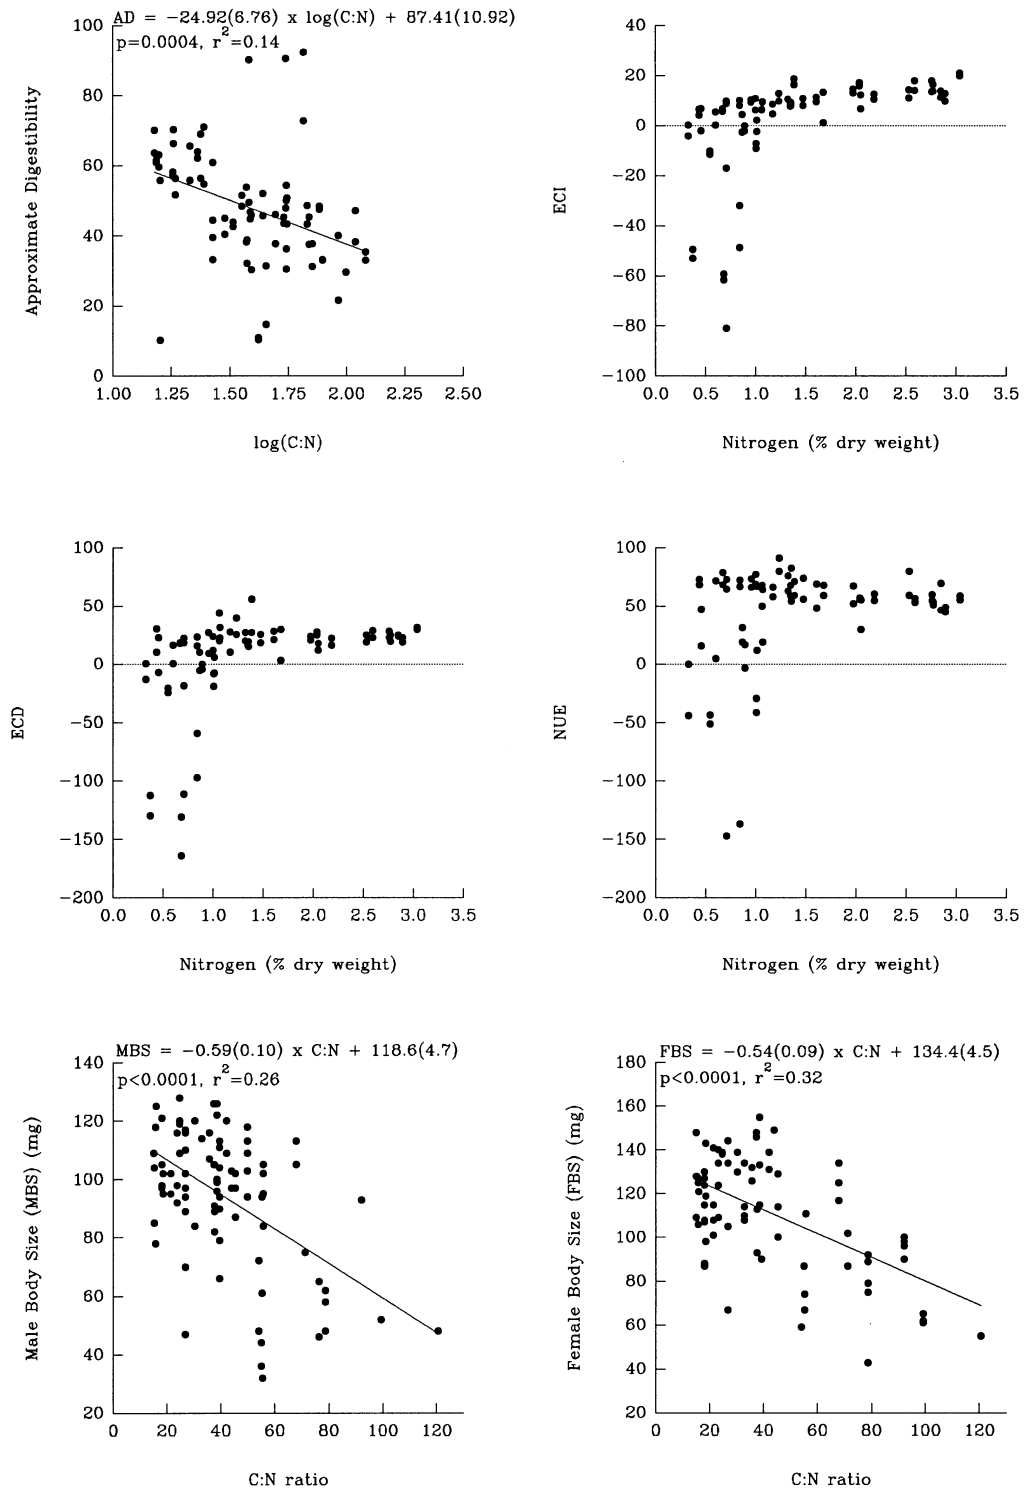 AD = −24.92(6.76) x log(C:N) + 87.41(10.92)
p=0.0004, r2=0.14
100
80
60
40
20
0
Approximate Digestibility
1.00 1.25 1.50 1.75 2.00 2.25 2.50
log(C:N)
40
20
0
−20
−40
−60
−80
−100
ECI
0.0 0.5 1.0 1.5 2.0 2.5 3.0 3.5
Nitrogen (% dry weight)
100
50
0
−50
−100
−150
−200
ECD
0.0 0.5 1.0 1.5 2.0 2.5 3.0 3.5
Nitrogen (% dry weight)
100
50
0
−50
−100
−150
−200
NUE
0.0 0.5 1.0 1.5 2.0 2.5 3.0 3.5
Nitrogen (% dry weight)
MBS = −0.59(0.10) x C:N + 118.6(4.7)
p<0.0001, r2=0.26
140
120
100
80
60
40
20
Male Body Size (MBS) (mg)
0 20 40 60 80 100 120
C:N ratio
FBS = −0.54(0.09) x C:N + 134.4(4.5)
p<0.0001, r2=0.32
180
160
140
120
100
80
60
40
20
Female Body Size (FBS) (mg)
0 20 40 60 80 100 120
C:N ratio